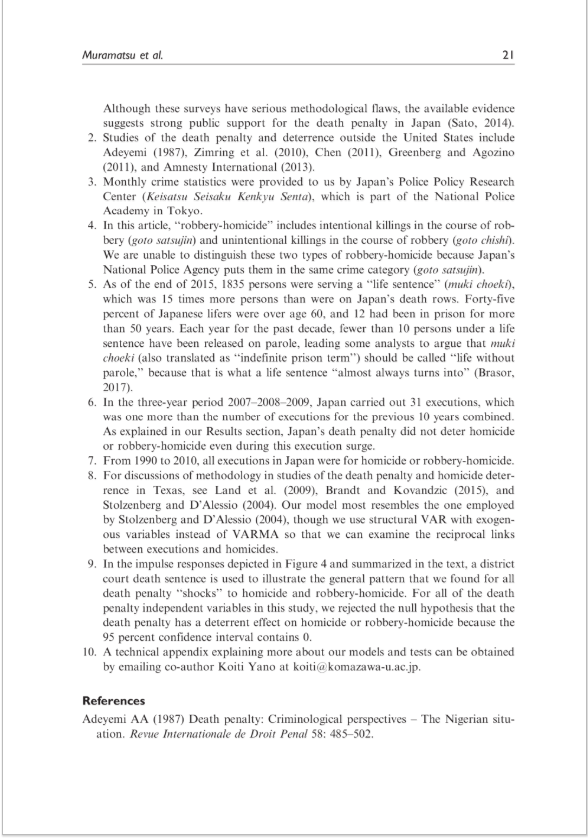 Muramatsu et al. 21
Although these surveys have serious methodological flaws, the available evidence
suggests strong public support for the death penalty in Japan (Sato, 2014).
2. Studies of the death penalty and deterrence outside the United States include
Adeyemi (1987), Zimring et al. (2010), Chen (2011), Greenberg and Agozino
(2011), and Amnesty International (2013).
3. Monthly crime statistics were provided to us by Japan's Police Policy Research
Center (Keisatsu Seisaku Kenkyu Senta), which is part of the National Police
Academy in Tokyo.
4. In this article, "robbery-homicide" includes intentional killings in the course of rob-
bery (goto satsujin) and unintentional killings in the course of robbery (goto chishi).
We are unable to distinguish these two types of robbery-homicide because Japan's
National Police Agency puts them in the same crime category (goto satsujin).
5. As of the end of 2015, 1835 persons were serving a "life sentence" (muki choeki),
which was 15 times more persons than were on Japan's death rows. Forty-five
percent of Japanese lifers were over age 60, and 12 had been in prison for more
than 50 years. Each year for the past decade, fewer than 10 persons under a life
sentence have been released on parole, leading some analysts to argue that muki
choeki (also translated as "indefinite prison term") should be called "life without
parole," because that is what a life sentence "almost always turns into" (Brasor,
2017).
6. In the three-year period 2007–2008–2009, Japan carried out 31 executions, which
was one more than the number of executions for the previous 10 years combined.
As explained in our Results section, Japan's death penalty did not deter homicide
or robbery-homicide even during this execution surge.
7. From 1990 to 2010, all executions in Japan were for homicide or robbery-homicide.
8. For discussions of methodology in studies of the death penalty and homicide deter-
rence in Texas, see Land et al. (2009), Brandt and Kovandzic (2015), and
Stolzenberg and D'Alessio (2004). Our model most resembles the one employed
by Stolzenberg and D'Alessio (2004), though we use structural VAR with exogen-
ous variables instead of VARMA so that we can examine the reciprocal links
between executions and homicides.
9. In the impulse responses depicted in Figure 4 and summarized in the text, a district
court death sentence is used to illustrate the general pattern that we found for all
death penalty "shocks" to homicide and robbery-homicide. For all of the death
penalty independent variables in this study, we rejected the null hypothesis that the
death penalty has a deterrent effect on homicide or robbery-homicide because the
95 percent confidence interval contains 0.
10. A technical appendix explaining more about our models and tests can be obtained
by emailing co-author Koiti Yano at koiti@komazawa-u.ac.jp.
References
Adeyemi AA (1987) Death penalty: Criminological perspectives – The Nigerian situ-
ation. Revue Internationale de Droit Penal 58: 485–502.